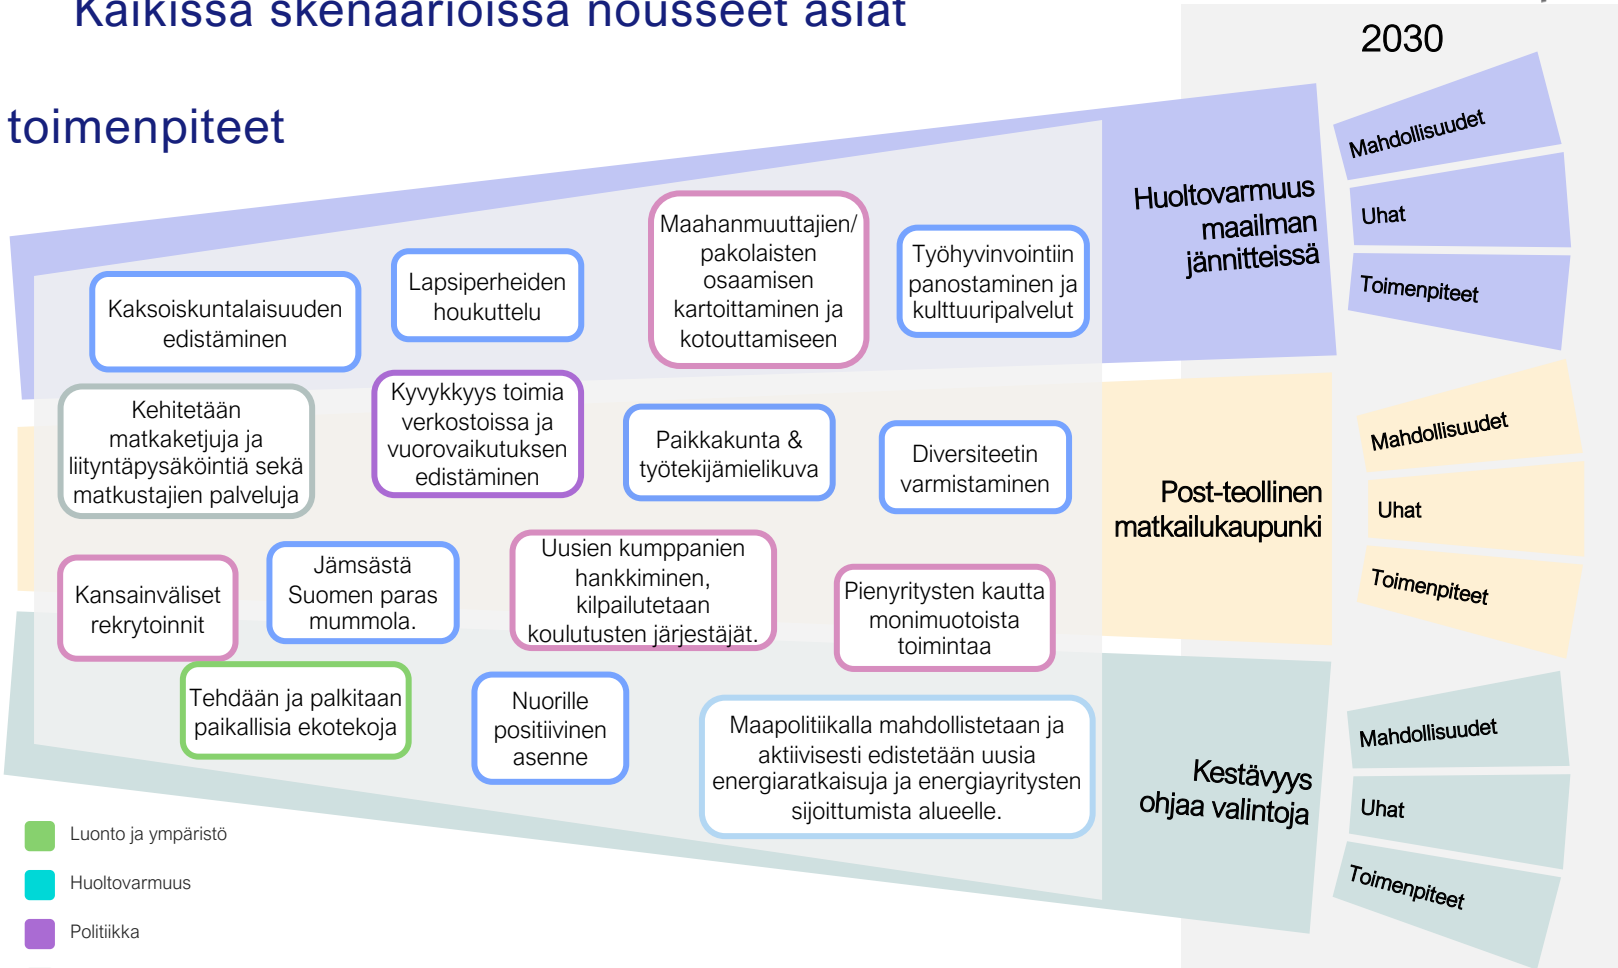 Kaikissa skenaarioissa nousseet asiat
toimenpiteet
2030
Kaksoiskuntalaisuuden
edistäminen
Lapsiperheiden
houkuttelu
Maahanmuuttajien/
pakolaisten
osaamisen
kartoittaminen ja
kotouttamiseen
Työhyvinvointiin
panostaminen ja
kulttuuripalvelut
Huoltovarmuus
maailman
jännitteissä
Mahdollisuudet
Uhat
Toimenpiteet
Kehitetään
matkaketjuja ja
liityntäpysäköintiä sekä
matkustajien palveluja
Kyvykkyys toimia
verkostoissa ja
vuorovaikutuksen
edistäminen
Paikkakunta &
työtekijämielikuva
Diversiteetin
varmistaminen
Post-teollinen
matkailukaupunki
Mahdollisuudet
Uhat
Toimenpiteet
Kansainväliset
rekrytoinnit
Jämsästä
Suomen paras
mummola.
Uusien kumppanien
hankkiminen,
kilpailutetaan
koulutusten järjestäjät.
Pienyritysten kautta
monimuotoista
toimintaa
Tehdään ja palkitaan
paikallisia ekotekoja
Nuorille
positiivinen
asenne
Maapolitiikalla mahdollistetaan ja
aktiivisesti edistetään uusia
energiaratkaisuja ja energiayritysten
sijoittumista alueelle.
Kestävyys
ohjaa valintoja
Mahdollisuudet
Uhat
Toimenpiteet
Luonto ja ympäristö
Huoltovarmuus
Politiikka